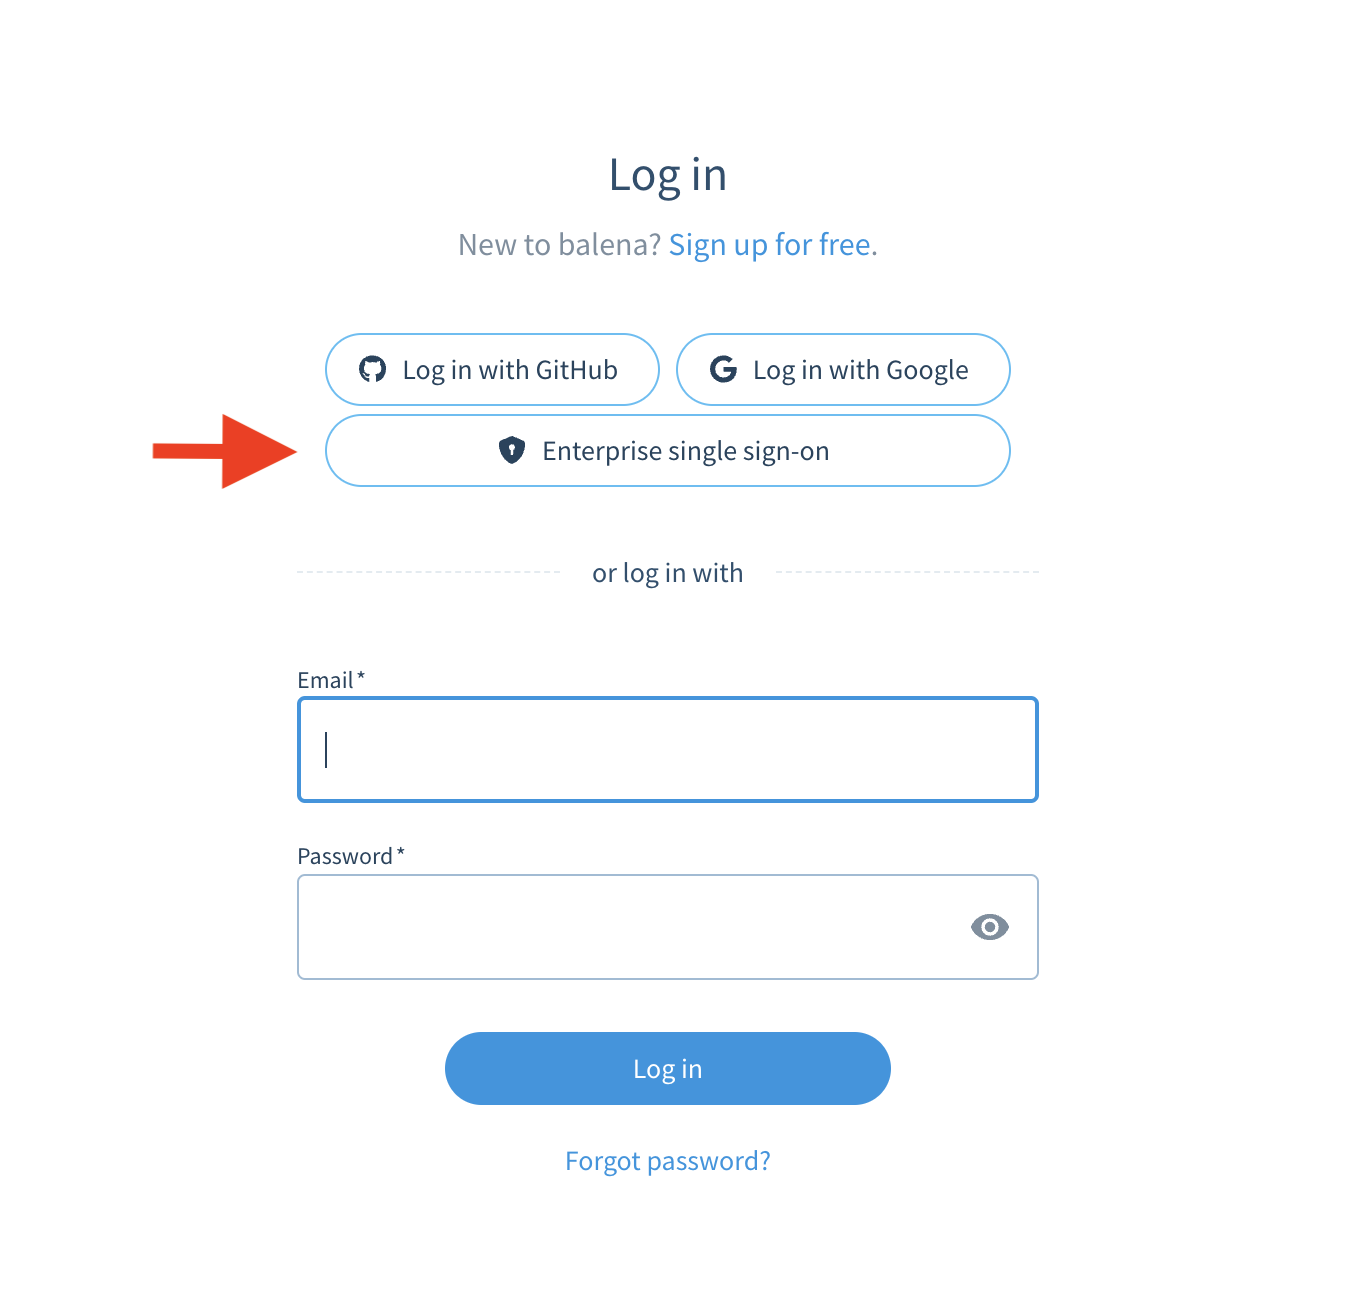 Log in
New to balena? Sign up for free.
Log in with GitHub
Log in with Google
Enterprise single sign-on
or log in with
Email*
Password*
Log in
Forgot password?